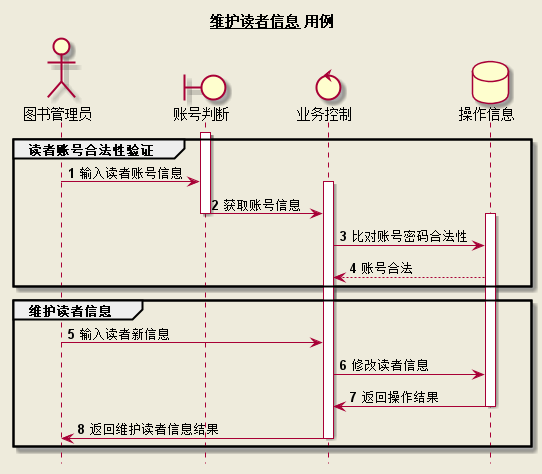 维护读者信息 用例
图书管理员 账号判断 业务控制 操作信息
读者账号合法性验证
1 输入读者账号信息
2 获取账号信息
3 比对账号密码合法性
4 账号合法
维护读者信息
5 输入读者新信息
6 修改读者信息
7 返回操作结果
8 返回维护读者信息结果